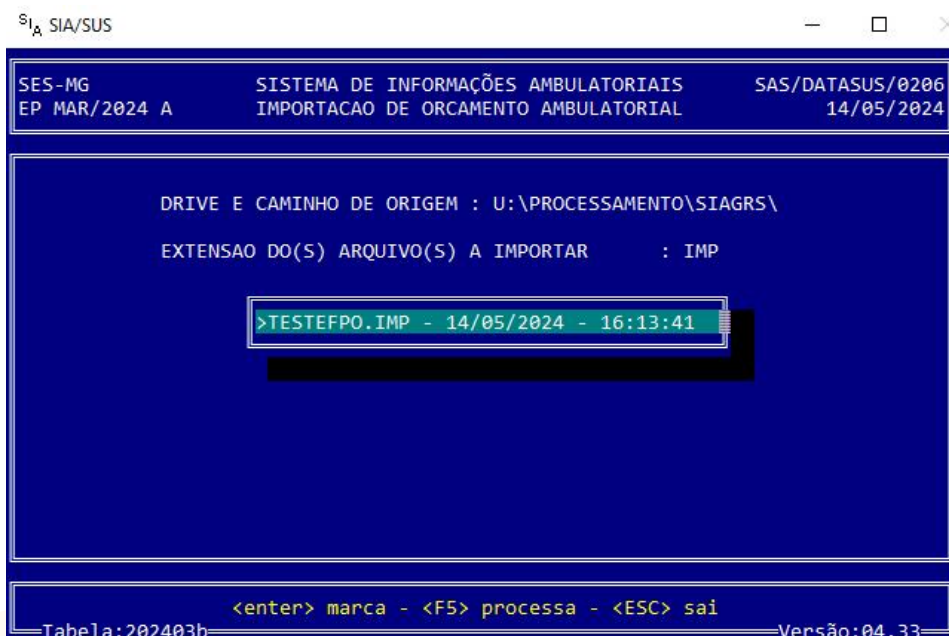 SIA SIA/SUS
SES-MG SISTEMA DE INFORMAÇÕES AMBULATORIAIS SAS/DATASUS/0206
EP MAR/2024 A IMPORTACAO DE ORCAMENTO AMBULATORIAL 14/05/2024
DRIVE E CAMINHO DE ORIGEM : U:\PROCESSAMENTO\SIAGRS\
EXTENSAO DO(S) ARQUIVO(S) A IMPORTAR : IMP
>TESTEFPO.IMP - 14/05/2024 - 16:13:41
<enter> marca - <F5> processa - <ESC> sai
Tabela:202403b Versão:04.33